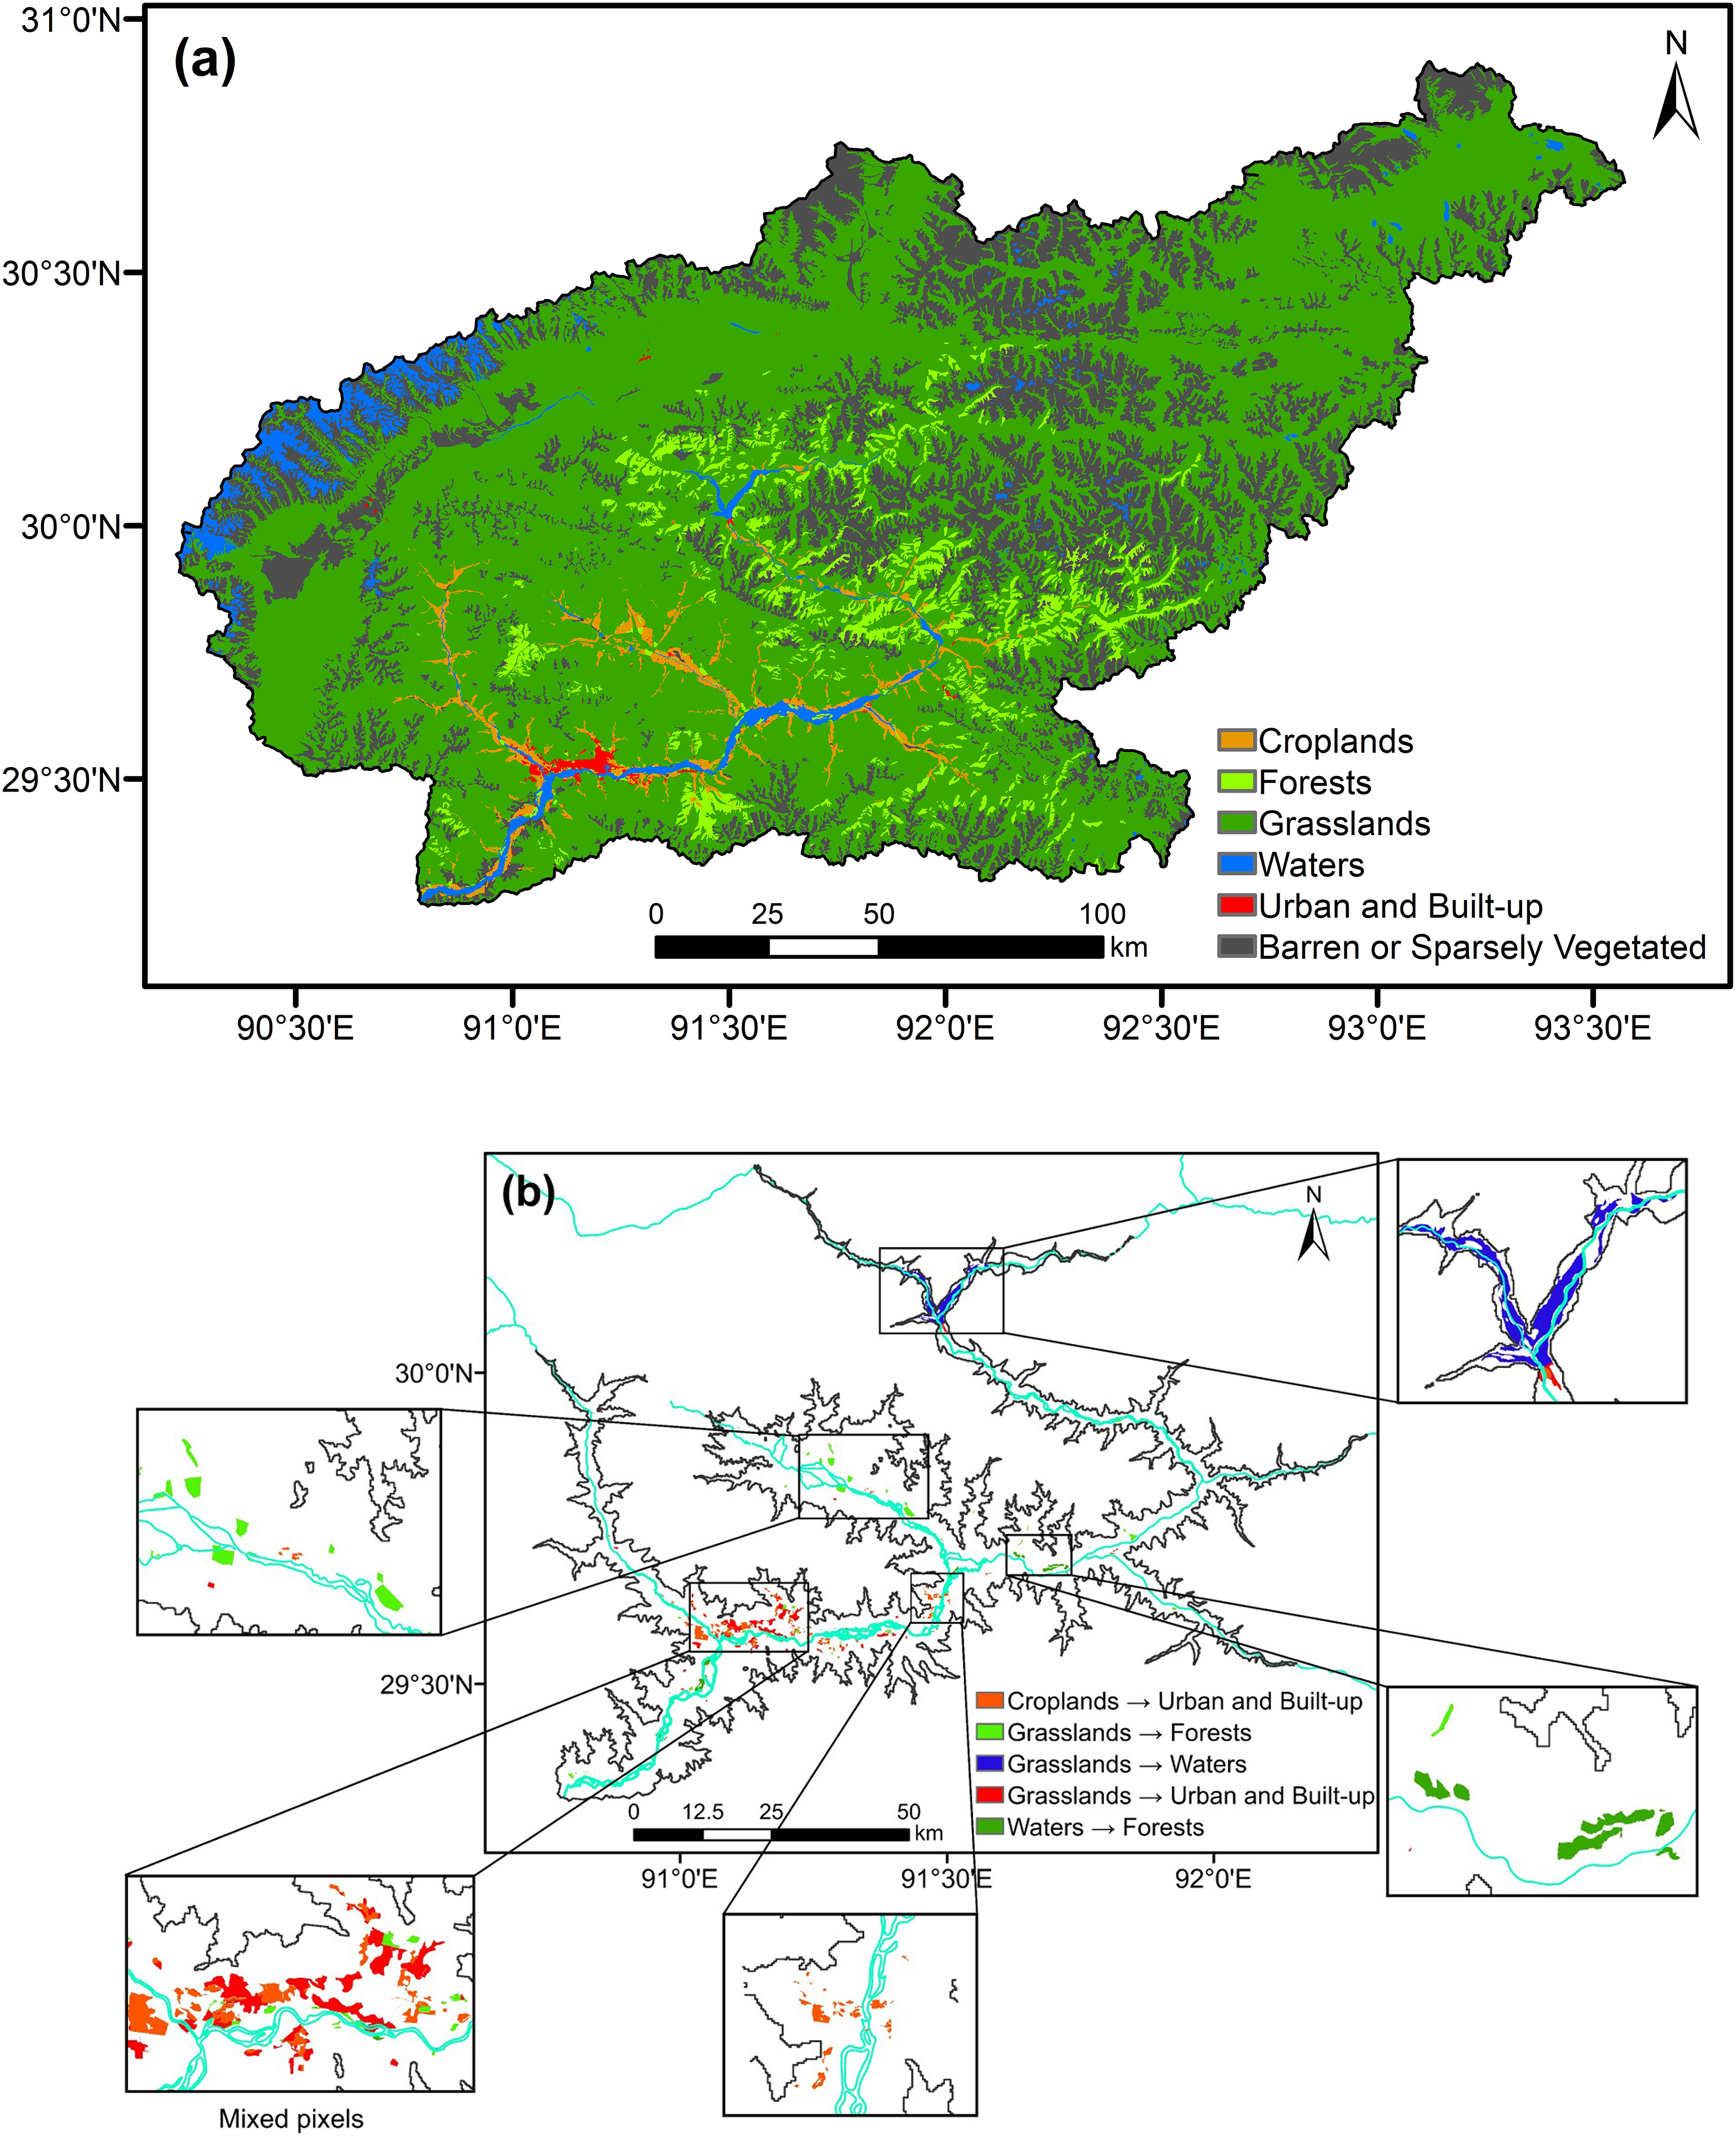 31°0'N
(a)
N
30°30'N
30°0'N
29°30'N
Croplands
Forests
Grasslands
Waters
Urban and Built-up
Barren or Sparsely Vegetated
0 25 50 100
km
90°30'E 91°0'E 91°30'E 92°0'E 92°30'E 93°0'E 93°30'E
(b)
N
30°0'N
29°30'N
Croplands → Urban and Built-up
Grasslands → Forests
Grasslands → Waters
Grasslands → Urban and Built-up
Waters → Forests
0 12.5 25 50
km
91°0'E 91°30'E 92°0'E
Mixed pixels